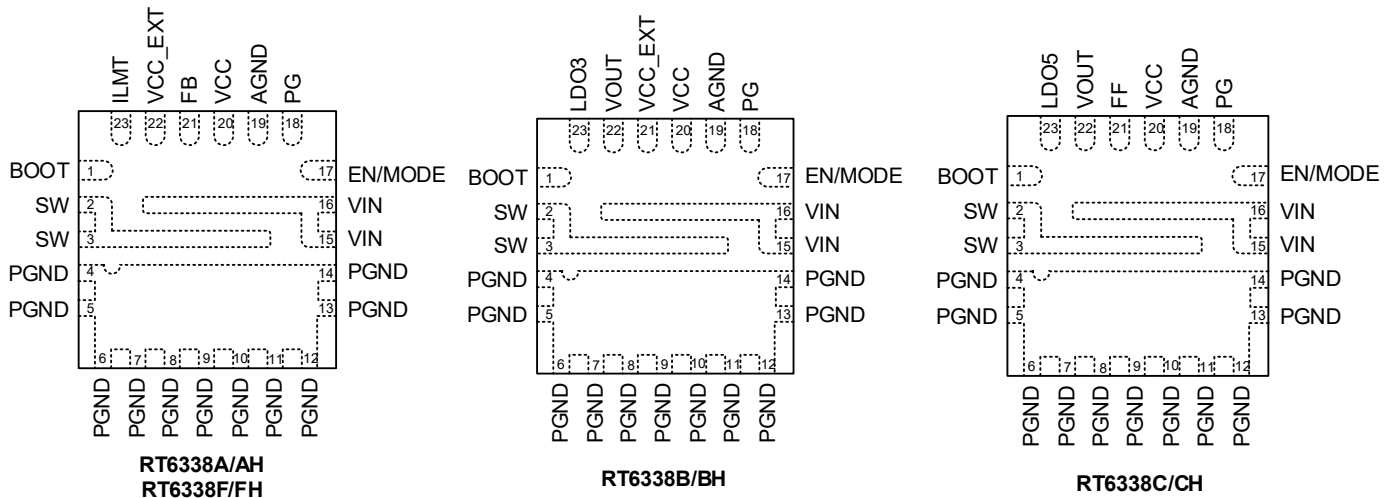 ILMT
VCC_EXT
FB
VCC
AGND
PG
23 22 21 20 19 18
BOOT 1 17 EN/MODE
SW 2 16 VIN
SW 3 15 VIN
PGND 4 14 PGND
PGND 5 13 PGND
6 7 8 9 10 11 12
PGND
PGND
PGND
PGND
PGND
PGND
PGND
RT6338A/AH
RT6338F/FH
LDO3
VOUT
VCC_EXT
VCC
AGND
PG
23 22 21 20 19 18
BOOT 1 17 EN/MODE
SW 2 16 VIN
SW 3 15 VIN
PGND 4 14 PGND
PGND 5 13 PGND
6 7 8 9 10 11 12
PGND
PGND
PGND
PGND
PGND
PGND
PGND
RT6338B/BH
LDO5
VOUT
FF
VCC
AGND
PG
23 22 21 20 19 18
BOOT 1 17 EN/MODE
SW 2 16 VIN
SW 3 15 VIN
PGND 4 14 PGND
PGND 5 13 PGND
6 7 8 9 10 11 12
PGND
PGND
PGND
PGND
PGND
PGND
PGND
RT6338C/CH